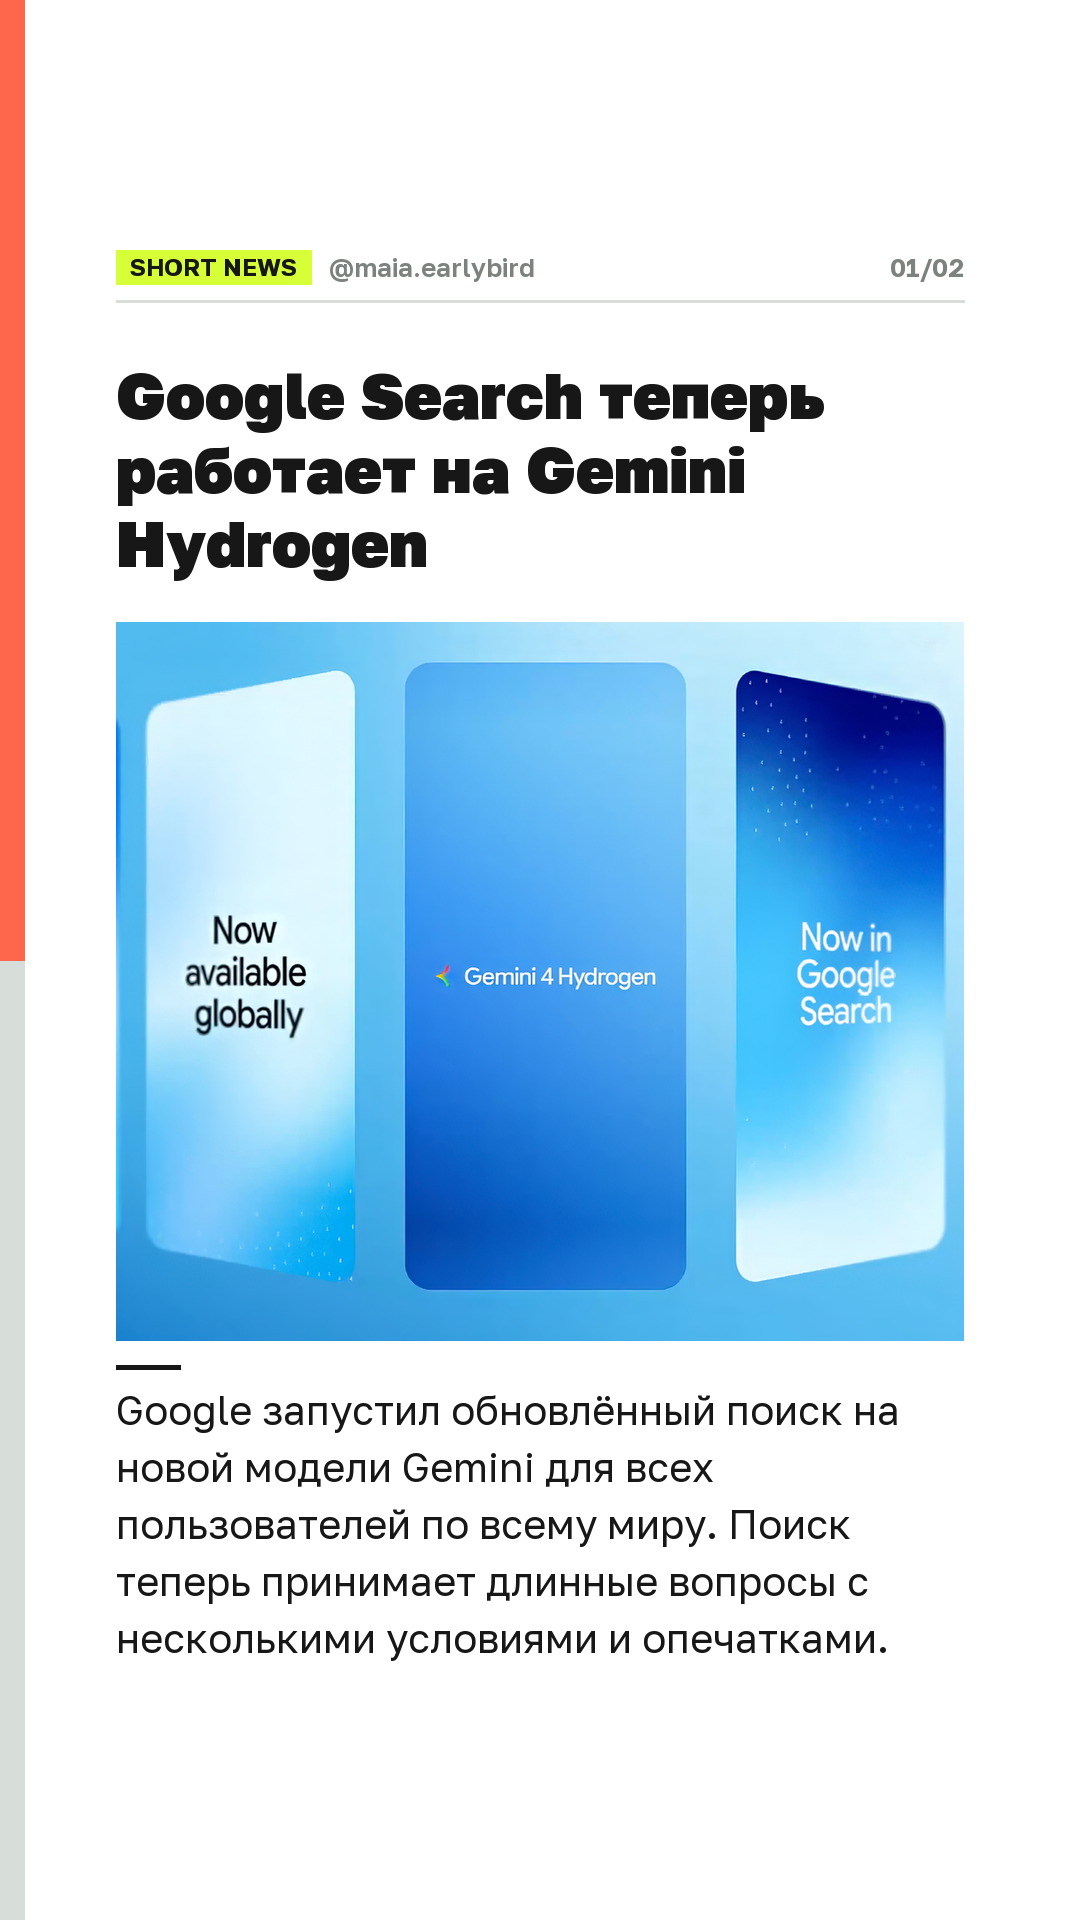 SHORT NEWS @maia.earlybird 01/02
Google Search теперь
работает на Gemini
Hydrogen
Now
available
globally
Gemini 4 Hydrogen
Now in
Google
Search
Google запустил обновлённый поиск на
новой модели Gemini для всех
пользователей по всему миру. Поиск
теперь принимает длинные вопросы с
несколькими условиями и опечатками.